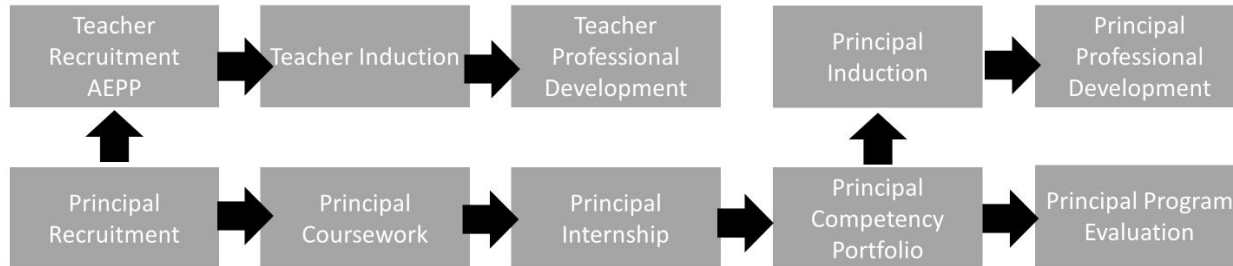 Teacher
Recruitment
AEPP
Teacher Induction
Teacher
Professional
Development
Principal
Induction
Principal
Professional
Development
Principal
Recruitment
Principal
Coursework
Principal
Internship
Principal
Competency
Portfolio
Principal Program
Evaluation